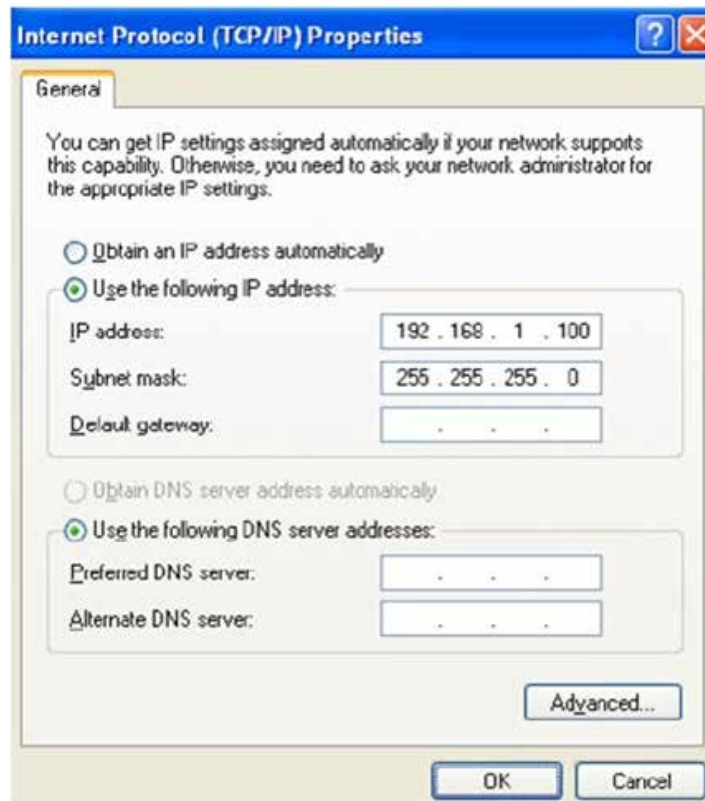 Internet Protocol (TCP/IP) Properties
General
You can get IP settings assigned automatically if your network supports
this capability. Otherwise, you need to ask your network administrator for
the appropriate IP settings.
Obtain an IP address automatically
Use the following IP address:
IP address: 192 . 168 . 1 . 100
Subnet mask: 255 . 255 . 255 . 0
Default gateway: . . .
Obtain DNS server address automatically
Use the following DNS server addresses:
Preferred DNS server: . . .
Alternate DNS server: . . .
Advanced...
OK Cancel